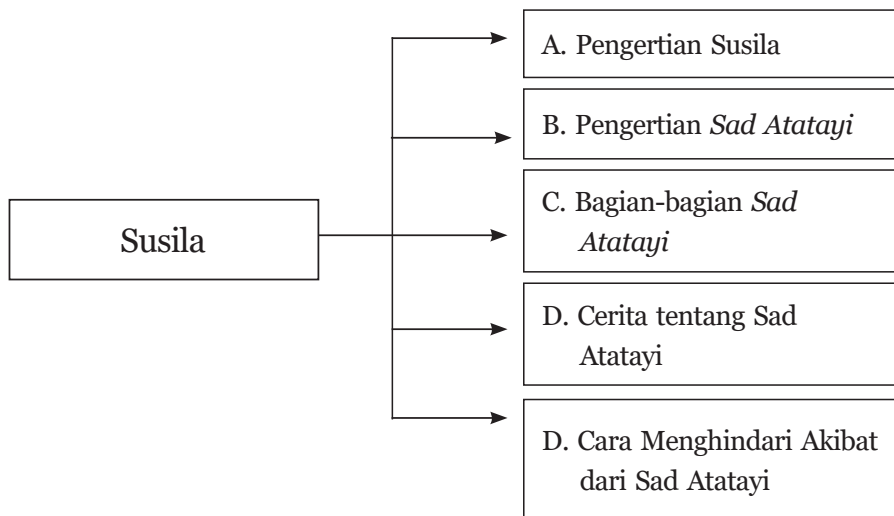 A. Pengertian Susila
B. Pengertian Sad Atatayi
C. Bagian-bagian Sad
Atatayi
Susila
D. Cerita tentang Sad
Atatayi
D. Cara Menghindari Akibat
dari Sad Atatayi